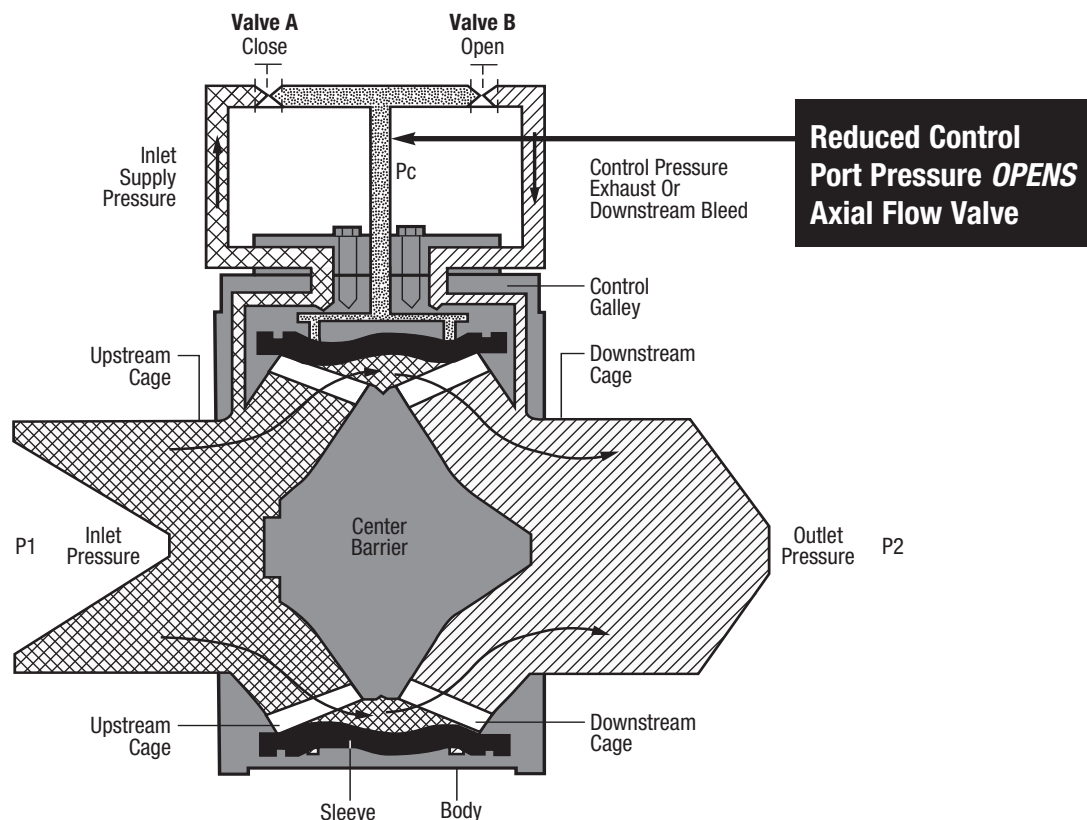 Valve A
Close
Valve B
Open
Reduced Control
Port Pressure OPENS
Axial Flow Valve
Inlet
Supply
Pressure
Pc
Control Pressure
Exhaust Or
Downstream Bleed
Control
Galley
Upstream
Cage
Downstream
Cage
P1
Inlet
Pressure
Center
Barrier
Outlet
Pressure
P2
Upstream
Cage
Downstream
Cage
Sleeve
Body